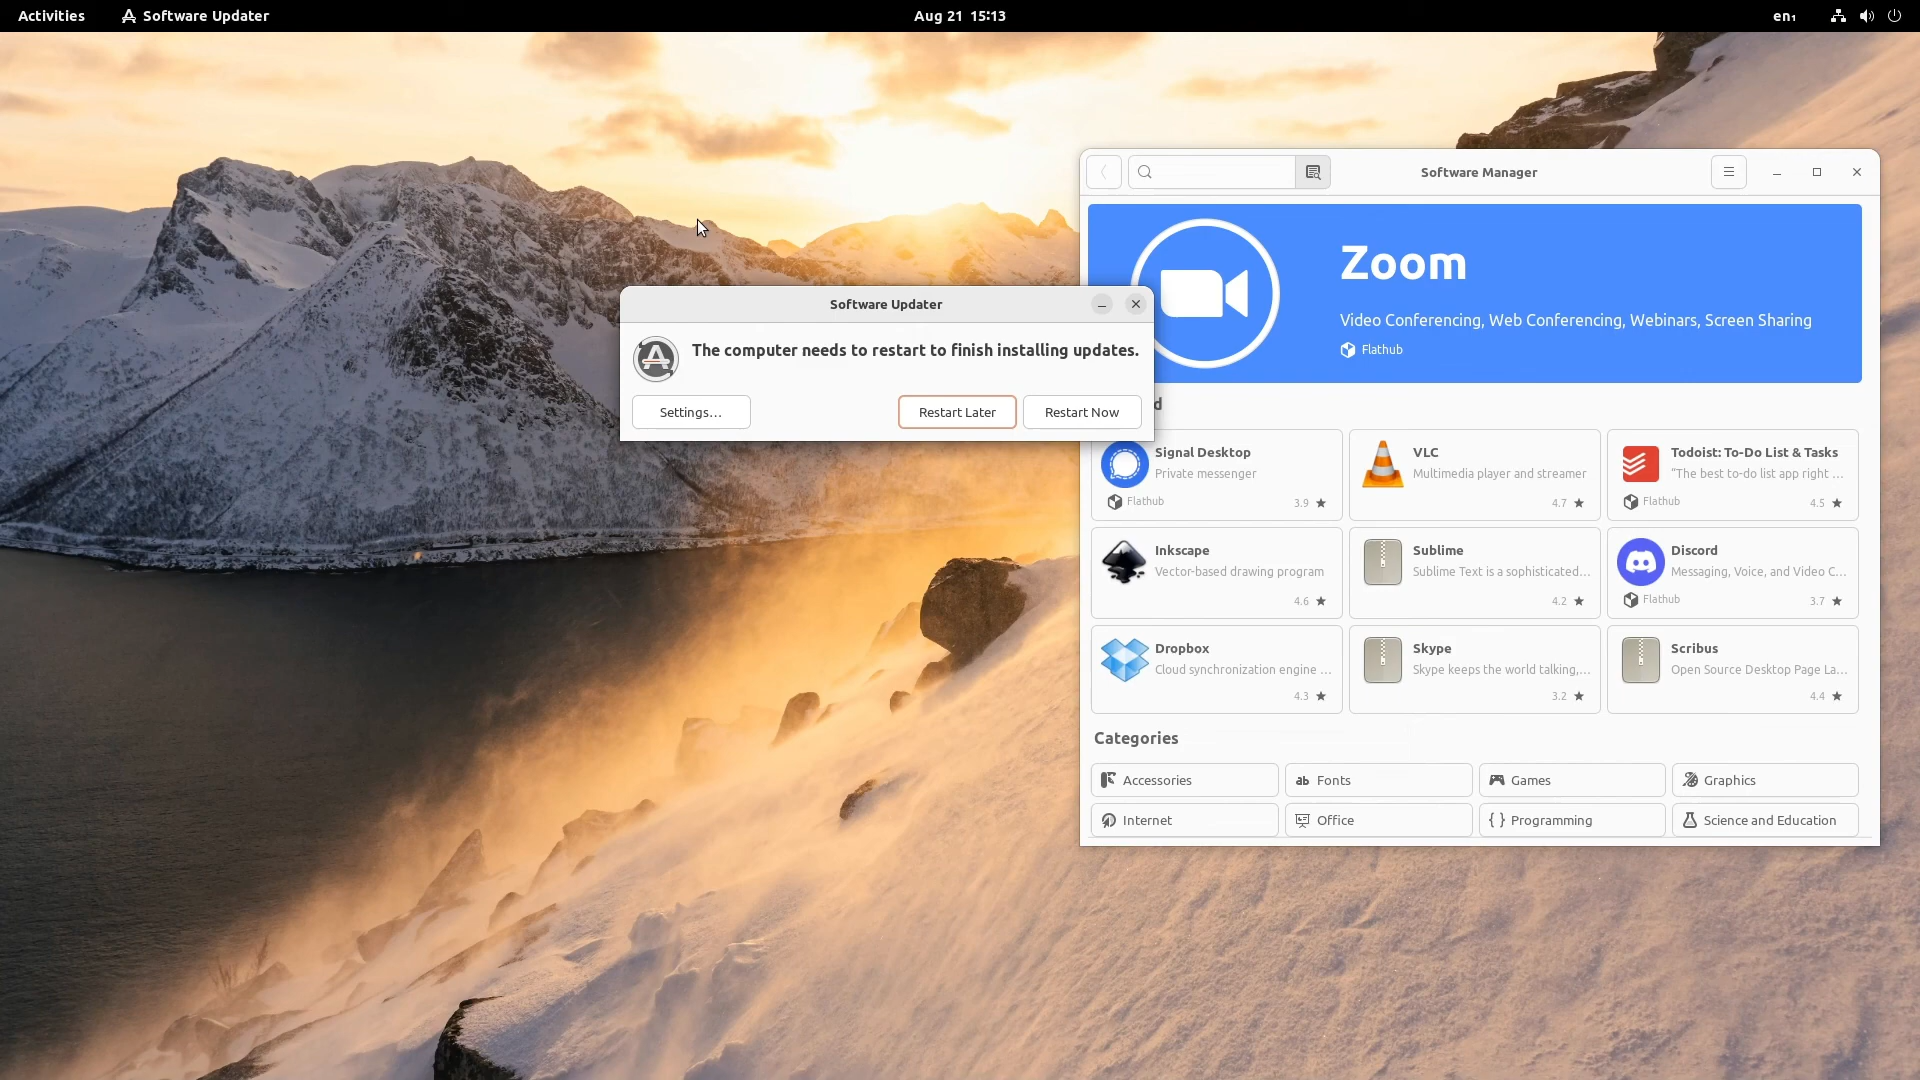 Activities
Software Updater
Aug 21 15:13
en₁
Software Manager
Zoom
Video Conferencing, Web Conferencing, Webinars, Screen Sharing
Flathub
Software Updater
The computer needs to restart to finish installing updates.
Settings…
Restart Later
Restart Now
Signal Desktop
Private messenger
Flathub
3.9
VLC
Multimedia player and streamer
4.7
Todoist: To-Do List & Tasks
"The best to-do list app right …
Flathub
4.5
Inkscape
Vector-based drawing program
4.6
Sublime
Sublime Text is a sophisticated…
4.2
Discord
Messaging, Voice, and Video C…
Flathub
3.7
Dropbox
Cloud synchronization engine …
4.3
Skype
Skype keeps the world talking,…
3.2
Scribus
Open Source Desktop Page La…
4.4
Categories
Accessories
Fonts
Games
Graphics
Internet
Office
Programming
Science and Education